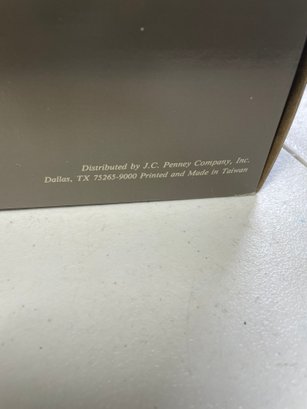 Distributed by J.C. Penney Company, Inc.
Dallas, TX 75265-9000 Printed and Made in Taiwan